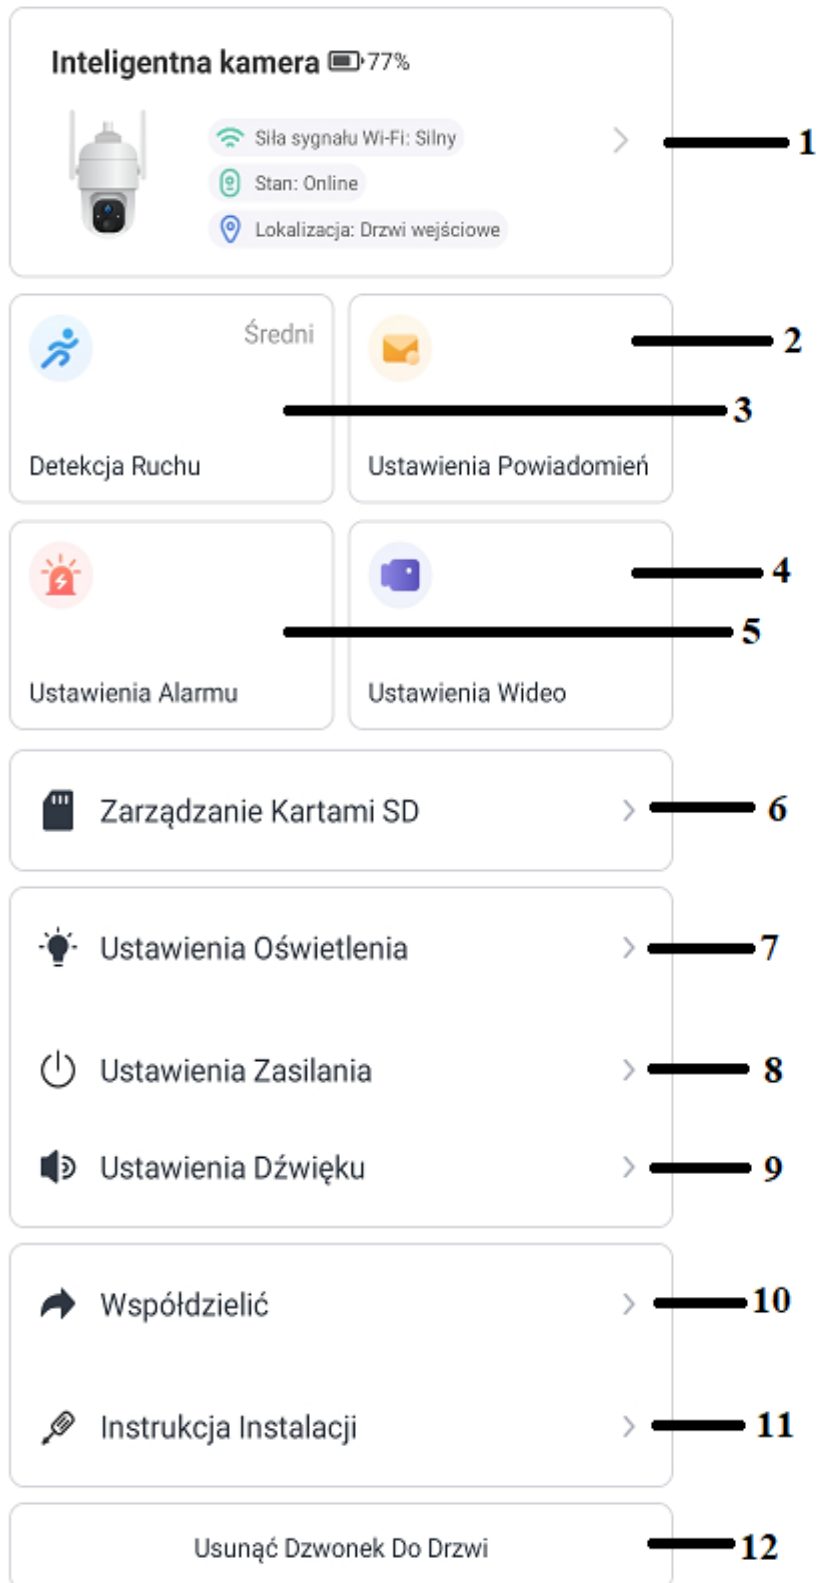 Inteligentna kamera 77%
Siła sygnału Wi-Fi: Silny
1
Stan: Online
Lokalizacja: Drzwi wejściowe
Średni
2
3
Detekcja Ruchu
Ustawienia Powiadomień
4
5
Ustawienia Alarmu
Ustawienia Wideo
Zarządzanie Kartami SD
6
Ustawienia Oświetlenia
7
Ustawienia Zasilania
8
Ustawienia Dźwięku
9
Współdzielić
10
Instrukcja Instalacji
11
Usunąć Dzwonek Do Drzwi
12